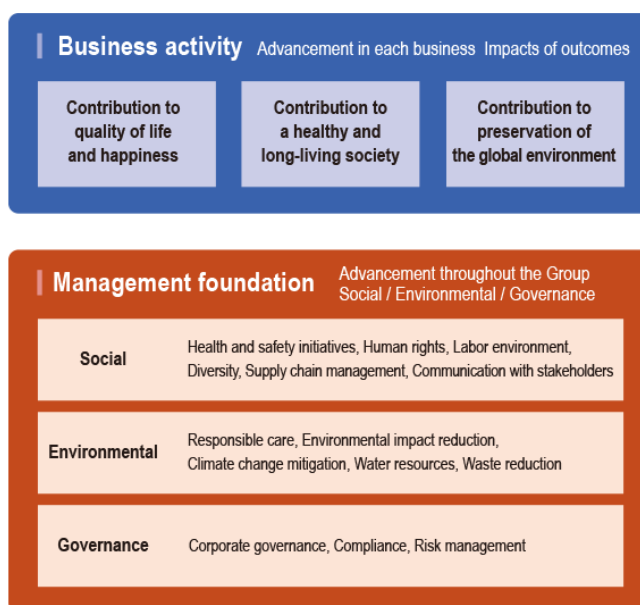 Business activity Advancement in each business Impacts of outcomes
Contribution to
quality of life
and happiness
Contribution to
a healthy and
long-living society
Contribution to
preservation of
the global environment
Management foundation
Advancement throughout the Group
Social / Environmental / Governance
Social
Health and safety initiatives, Human rights, Labor environment,
Diversity, Supply chain management, Communication with stakeholders
Environmental
Responsible care, Environmental impact reduction,
Climate change mitigation, Water resources, Waste reduction
Governance
Corporate governance, Compliance, Risk management